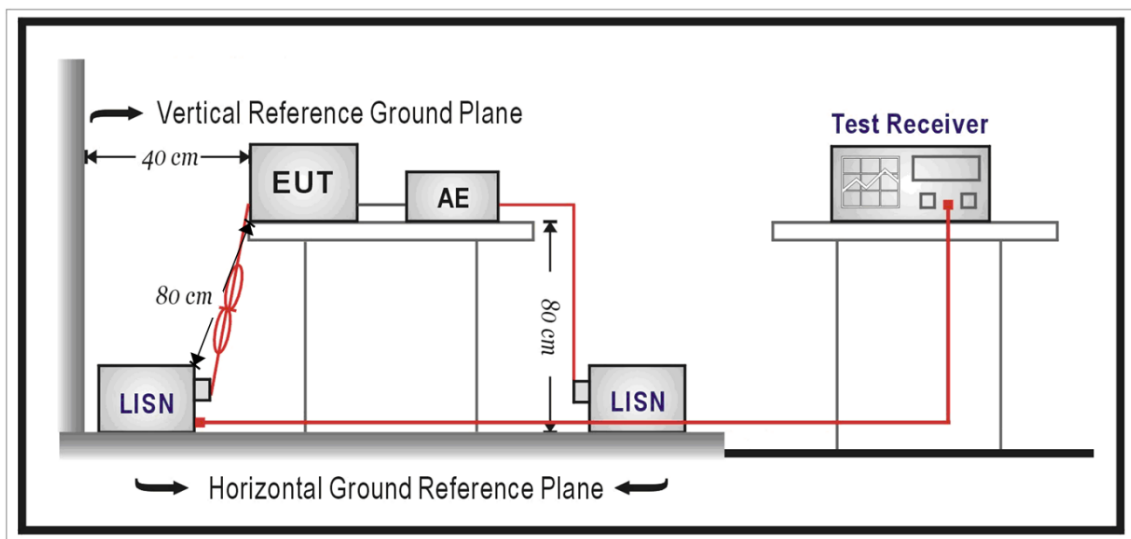 Vertical Reference Ground Plane
Test Receiver
40 cm
EUT
AE
80 cm
80 cm
LISN
LISN
Horizontal Ground Reference Plane